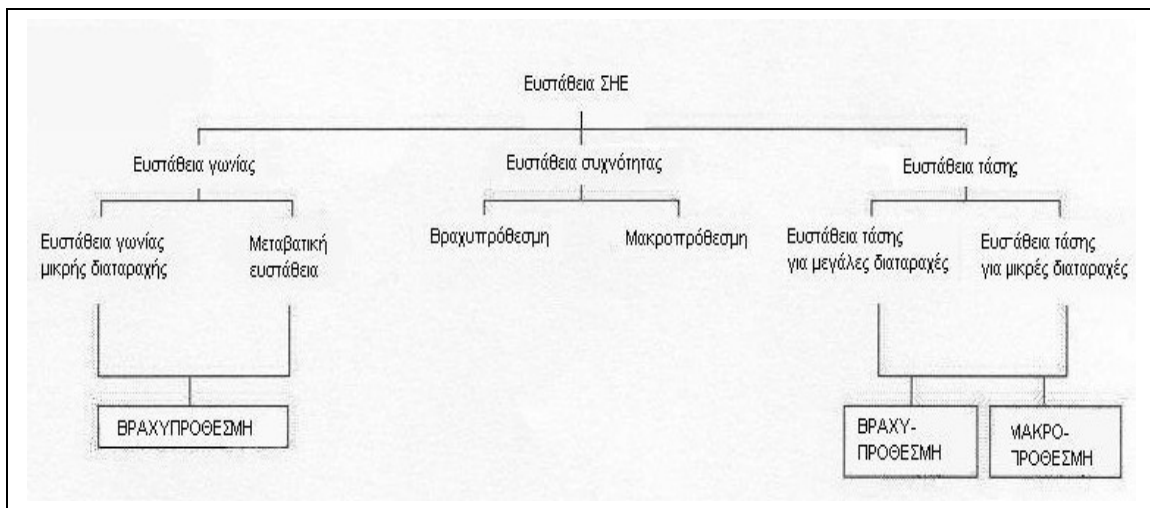 Ευστάθεια ΣΗΕ
Ευστάθεια γωνίας
Ευστάθεια συχνότητας
Ευστάθεια τάσης
Ευστάθεια γωνίας
μικρής διαταραχής
Μεταβατική
ευστάθεια
Βραχυπρόθεσμη
Μακροπρόθεσμη
Ευστάθεια τάσης
για μεγάλες διαταραχές
Ευστάθεια τάσης
για μικρές διαταραχές
ΒΡΑΧΥΠΡΟΘΕΣΜΗ
ΒΡΑΧΥ-
ΠΡΟΘΕΣΜΗ
ΜΑΚΡΟ-
ΠΡΟΘΕΣΜΗ